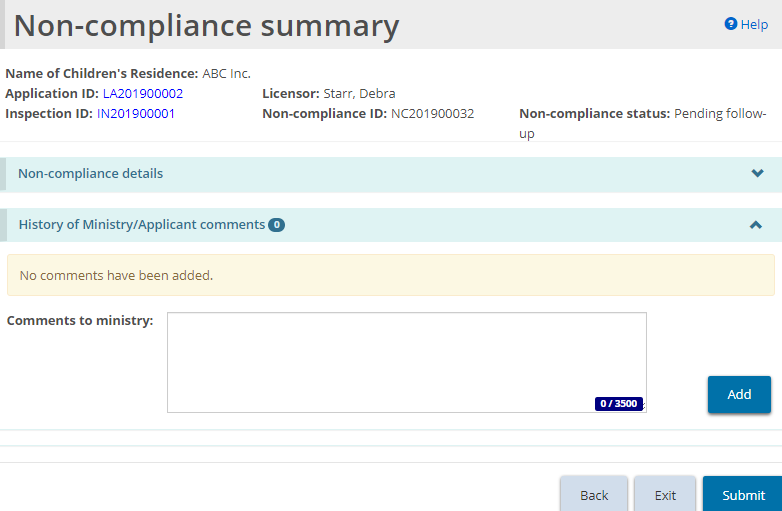 Non-compliance summary
Help
Name of Children's Residence: ABC Inc.
Application ID: LA201900002 Licensor: Starr, Debra
Inspection ID: IN201900001 Non-compliance ID: NC201900032 Non-compliance status: Pending follow-
up
Non-compliance details
History of Ministry/Applicant comments 0
No comments have been added.
Comments to ministry:
0 / 3500
Add
Back Exit Submit